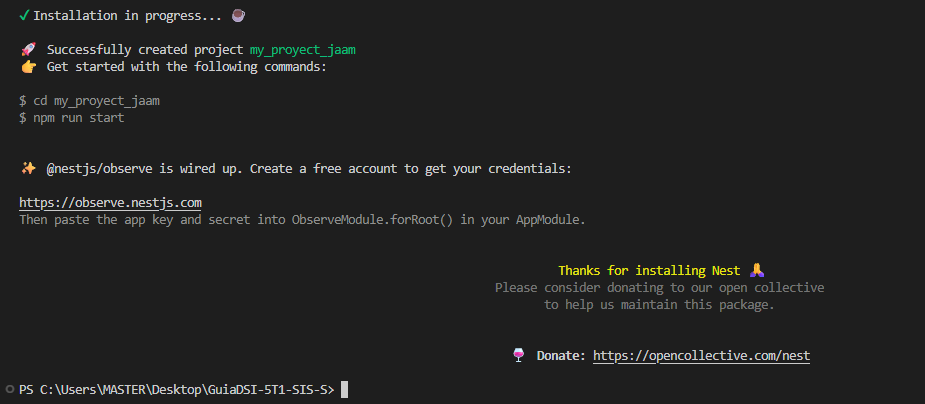 ✓ Installation in progress... ☕
🚀 Successfully created project my_proyect_jaam
👉 Get started with the following commands:
$ cd my_proyect_jaam
$ npm run start
✨ @nestjs/observe is wired up. Create a free account to get your credentials:
https://observe.nestjs.com
Then paste the app key and secret into ObserveModule.forRoot() in your AppModule.
Thanks for installing Nest 🙏
Please consider donating to our open collective
to help us maintain this package.
🍷 Donate: https://opencollective.com/nest
PS C:\Users\MASTER\Desktop\GuiaDSI-5T1-SIS-S>